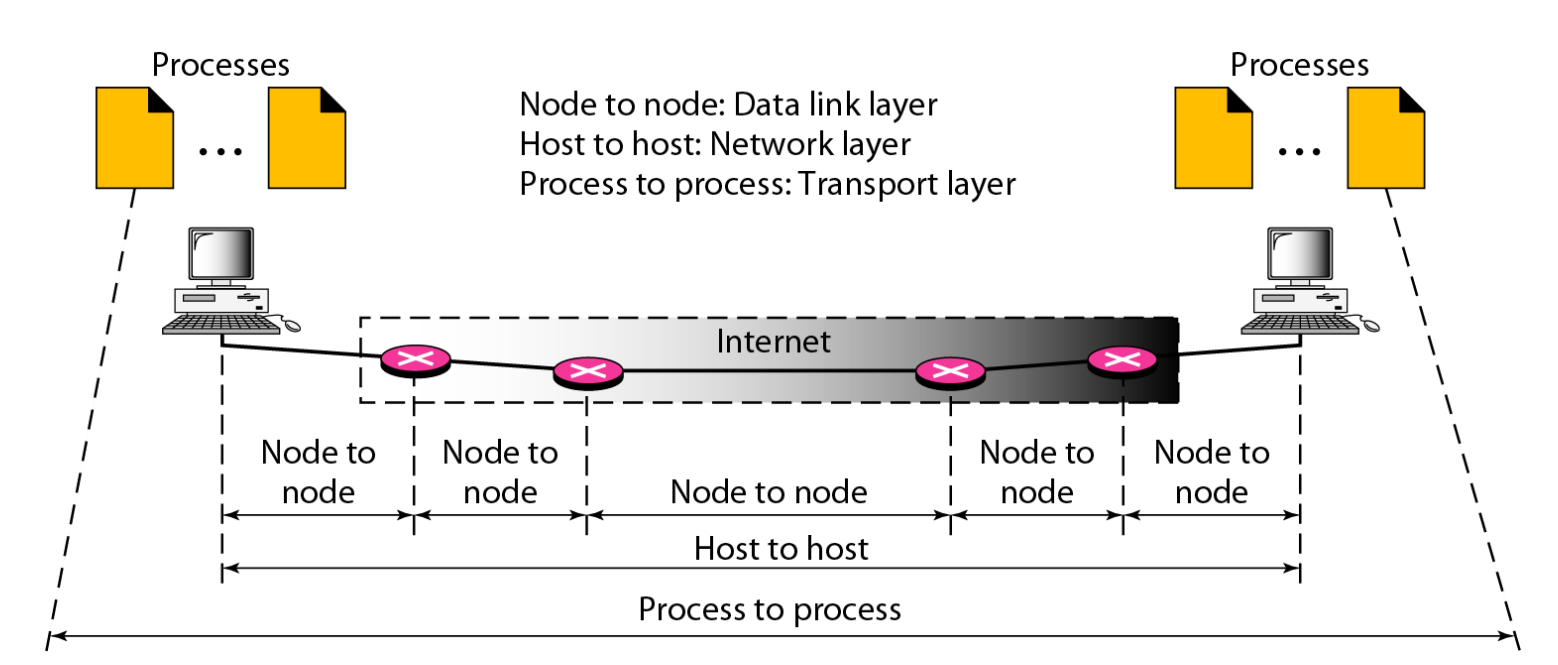 Processes
Processes
Node to node: Data link layer
Host to host: Network layer
Process to process: Transport layer
Internet
Node to
node
Node to
node
Node to node
Node to
node
Node to
node
Host to host
Process to process